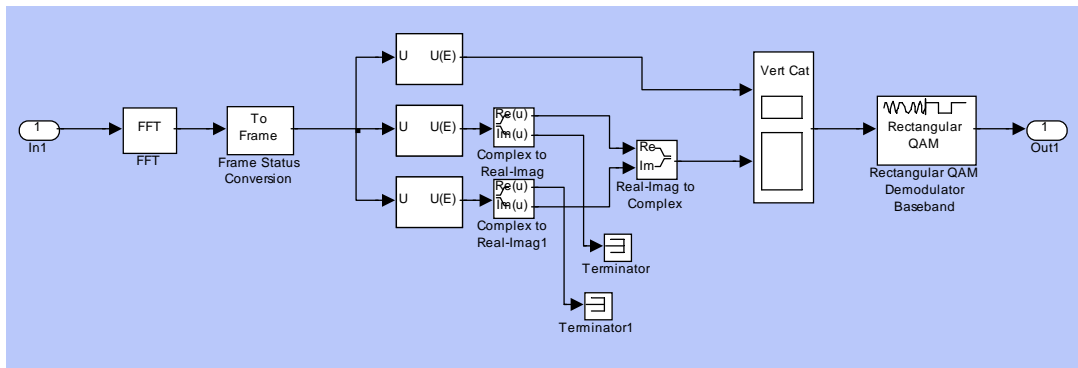 1
In1
FFT
FFT
To
Frame
Frame Status
Conversion
U U(E)
U U(E)
U U(E)
Re(u)
Im(u)
Complex to
Real-Imag
Re(u)
Im(u)
Complex to
Real-Imag1
Re
Im
Real-Imag to
Complex
Terminator
Terminator1
Vert Cat
Rectangular
QAM
Rectangular QAM
Demodulator
Baseband
1
Out1